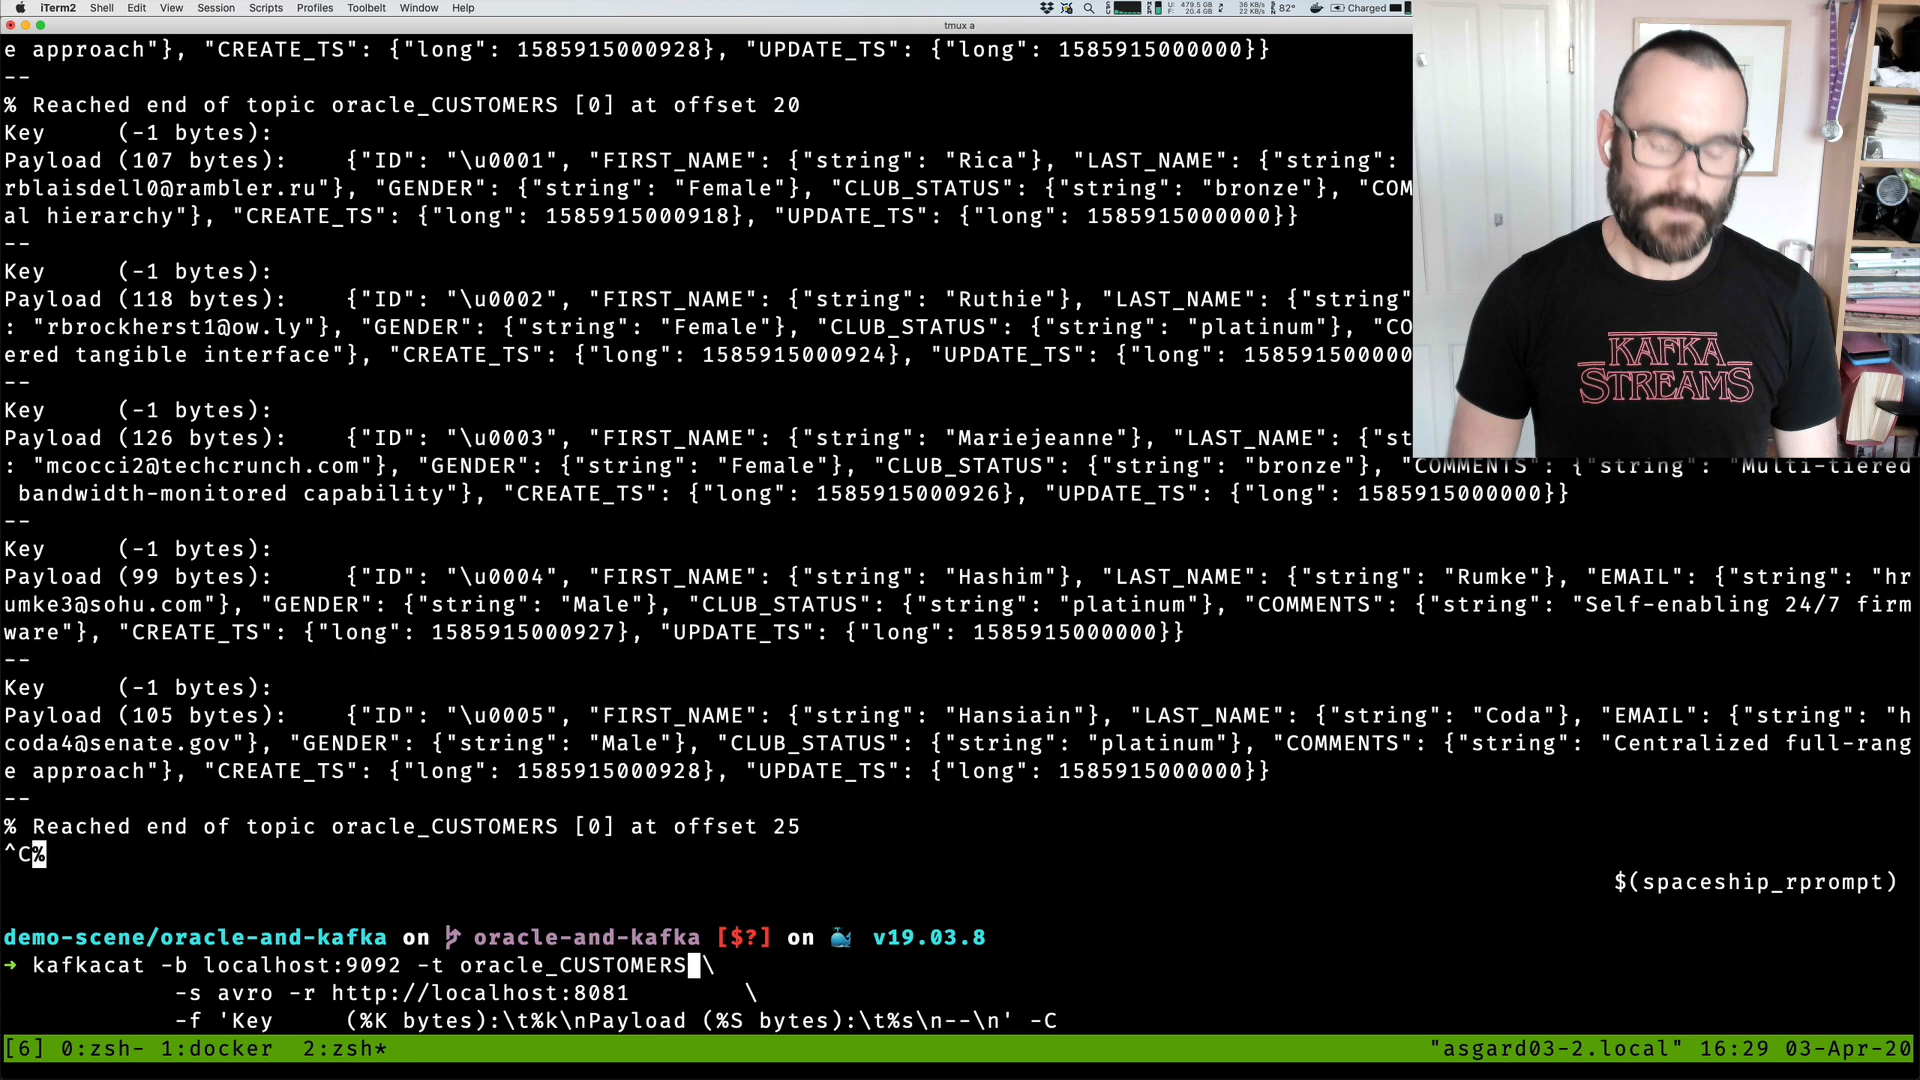 iTerm2 Shell Edit View Session Scripts Profiles Toolbelt Window Help U: 479.5 GB F: 20.4 GB 36 KB/s 22 KB/s 82° Charged
tmux a
e approach"}, "CREATE_TS": {"long": 1585915000928}, "UPDATE_TS": {"long": 1585915000000}}
--
% Reached end of topic oracle_CUSTOMERS [0] at offset 20
Key     (-1 bytes):
Payload (107 bytes):    {"ID": "\u0001", "FIRST_NAME": {"string": "Rica"}, "LAST_NAME": {"string":
rblaisdell0@rambler.ru"}, "GENDER": {"string": "Female"}, "CLUB_STATUS": {"string": "bronze"}, "COM
al hierarchy"}, "CREATE_TS": {"long": 1585915000918}, "UPDATE_TS": {"long": 1585915000000}}
--
Key     (-1 bytes):
Payload (118 bytes):    {"ID": "\u0002", "FIRST_NAME": {"string": "Ruthie"}, "LAST_NAME": {"string"
: "rbrockherst1@ow.ly"}, "GENDER": {"string": "Female"}, "CLUB_STATUS": {"string": "platinum"}, "CO
ered tangible interface"}, "CREATE_TS": {"long": 1585915000924}, "UPDATE_TS": {"long": 158591500000
--
Key     (-1 bytes):
Payload (126 bytes):    {"ID": "\u0003", "FIRST_NAME": {"string": "Mariejeanne"}, "LAST_NAME": {"st
: "mcocci2@techcrunch.com"}, "GENDER": {"string": "Female"}, "CLUB_STATUS": {"string": "bronze"}, "COMMENTS": {"string": "Multi-tiered
 bandwidth-monitored capability"}, "CREATE_TS": {"long": 1585915000926}, "UPDATE_TS": {"long": 1585915000000}}
--
Key     (-1 bytes):
Payload (99 bytes):     {"ID": "\u0004", "FIRST_NAME": {"string": "Hashim"}, "LAST_NAME": {"string": "Rumke"}, "EMAIL": {"string": "hr
umke3@sohu.com"}, "GENDER": {"string": "Male"}, "CLUB_STATUS": {"string": "platinum"}, "COMMENTS": {"string": "Self-enabling 24/7 firm
ware"}, "CREATE_TS": {"long": 1585915000927}, "UPDATE_TS": {"long": 1585915000000}}
--
Key     (-1 bytes):
Payload (105 bytes):    {"ID": "\u0005", "FIRST_NAME": {"string": "Hansiain"}, "LAST_NAME": {"string": "Coda"}, "EMAIL": {"string": "h
coda4@senate.gov"}, "GENDER": {"string": "Male"}, "CLUB_STATUS": {"string": "platinum"}, "COMMENTS": {"string": "Centralized full-rang
e approach"}, "CREATE_TS": {"long": 1585915000928}, "UPDATE_TS": {"long": 1585915000000}}
--
% Reached end of topic oracle_CUSTOMERS [0] at offset 25
^C%
$(spaceship_rprompt)
demo-scene/oracle-and-kafka on oracle-and-kafka [$?] on 🐳 v19.03.8
➜ kafkacat -b localhost:9092 -t oracle_CUSTOMERS \
-s avro -r http://localhost:8081 \
-f 'Key     (%K bytes):\t%k\nPayload (%S bytes):\t%s\n--\n' -C
[6] 0:zsh- 1:docker  2:zsh* "asgard03-2.local" 16:29 03-Apr-20
KAFKA
STREAMS